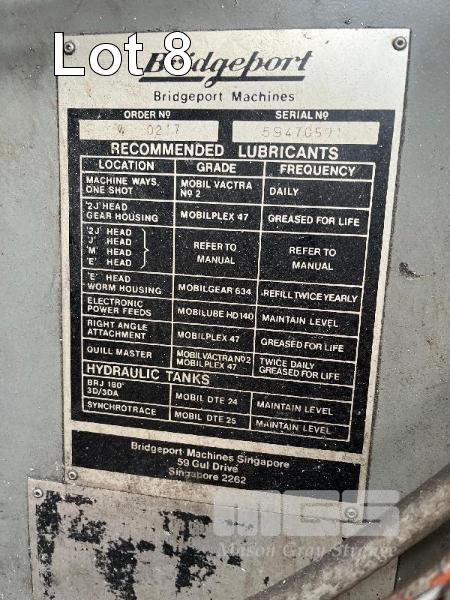 Lot 8
Bridgeport
Bridgeport Machines
ORDER Nº SERIAL Nº
W 0217
RECOMMENDED LUBRICANTS
LOCATION GRADE FREQUENCY
MACHINE WAYS, ONE SHOT MOBIL VACTRA Nº 2 DAILY
'2J' HEAD GEAR HOUSING MOBILPLEX 47 GREASED FOR LIFE
'2J' HEAD
'J' HEAD
'M' HEAD
'E' HEAD
REFER TO MANUAL REFER TO MANUAL
'E' HEAD WORM HOUSING MOBILGEAR 634 REFILL TWICE YEARLY
ELECTRONIC POWER FEEDS MOBILUBE HD140 MAINTAIN LEVEL
RIGHT ANGLE ATTACHMENT MOBILPLEX 47 GREASED FOR LIFE
QUILL MASTER MOBIL VACTRA Nº 2 MOBILPLEX 47 TWICE DAILY GREASED FOR LIFE
HYDRAULIC TANKS
BRJ 180° 3D/3DA MOBIL DTE 24 MAINTAIN LEVEL
SYNCHROTRACE MOBIL DTE 25 MAINTAIN LEVEL
Bridgeport Machines Singapore
59 Gul Drive
Singapore 2262
MGS
Mason Gray Strange